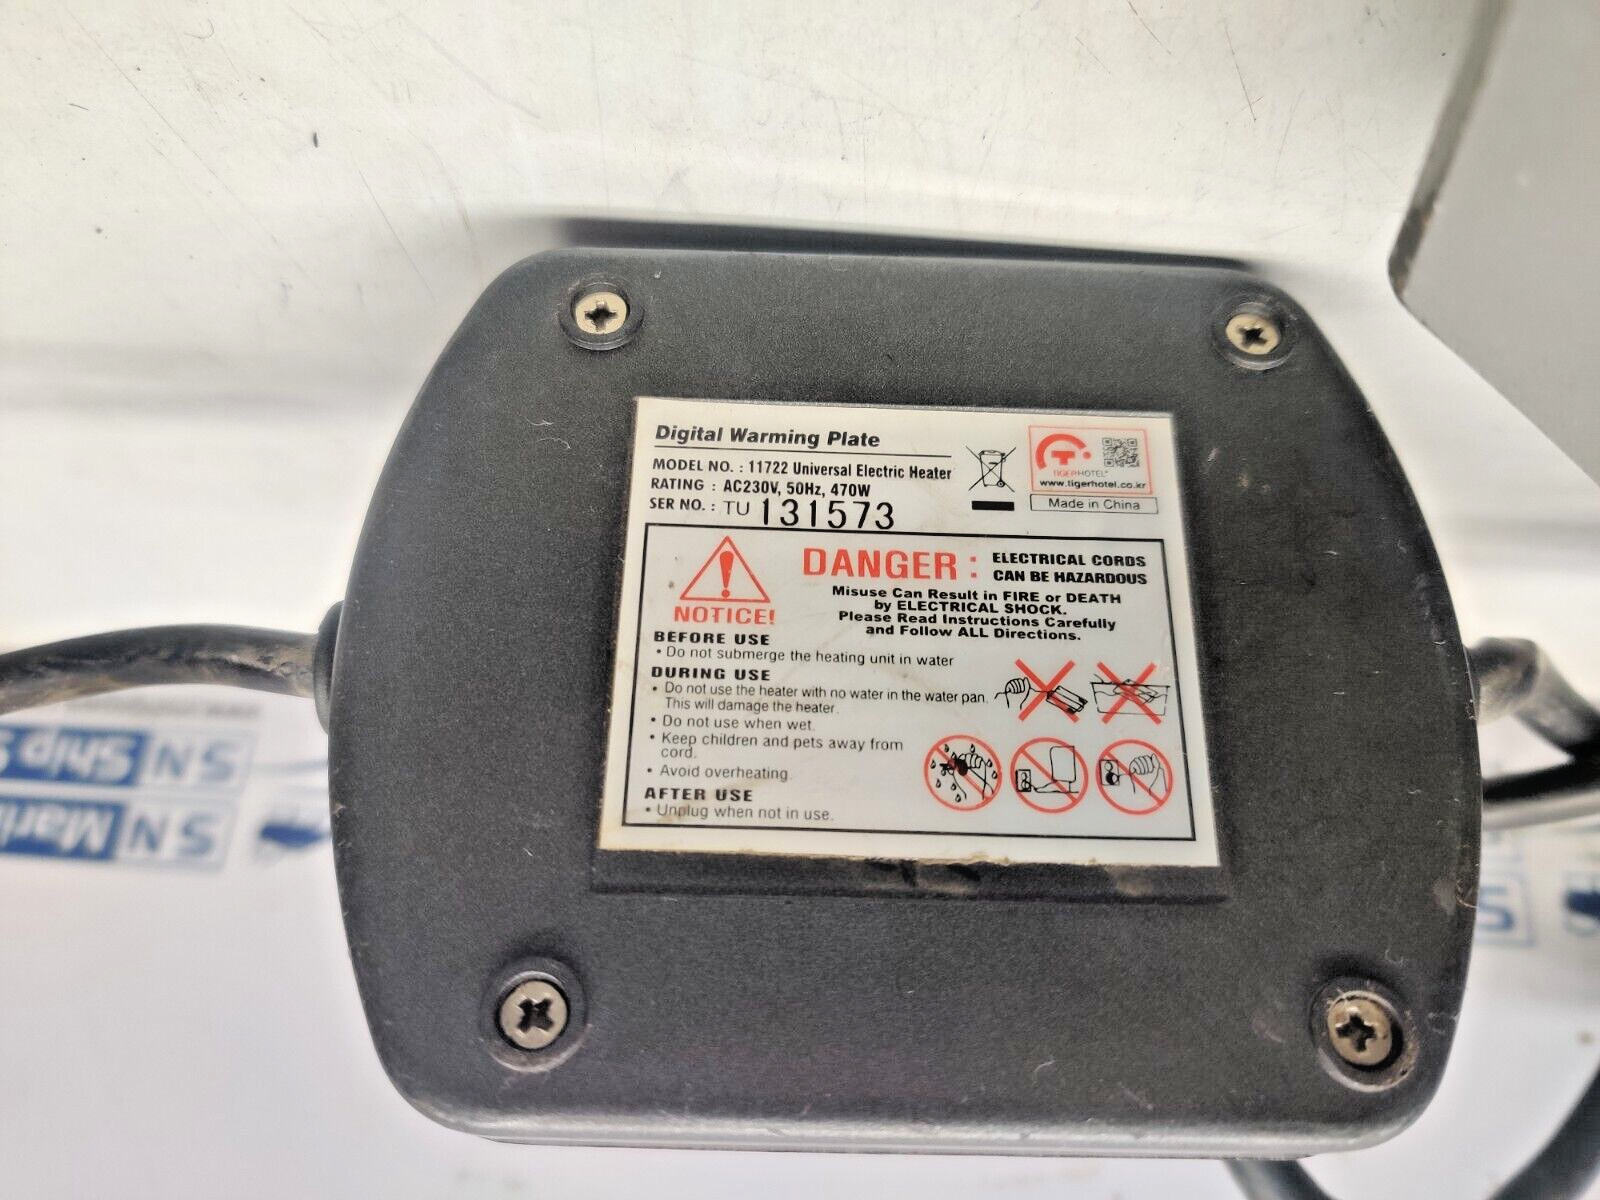 Digital Warming Plate
MODEL NO. : 11722 Universal Electric Heater
RATING : AC230V, 50Hz, 470W
SER NO. : TU 131573
TIGERHOTEL®
www.tigerhotel.co.kr
Made in China
NOTICE!
DANGER :
ELECTRICAL CORDS
CAN BE HAZARDOUS
Misuse Can Result in FIRE or DEATH
by ELECTRICAL SHOCK.
Please Read Instructions Carefully
and Follow ALL Directions.
BEFORE USE
• Do not submerge the heating unit in water
DURING USE
• Do not use the heater with no water in the water pan.
This will damage the heater.
• Do not use when wet.
• Keep children and pets away from
cord.
• Avoid overheating.
AFTER USE
• Unplug when not in use.
SN Ship S
SN Mari
S